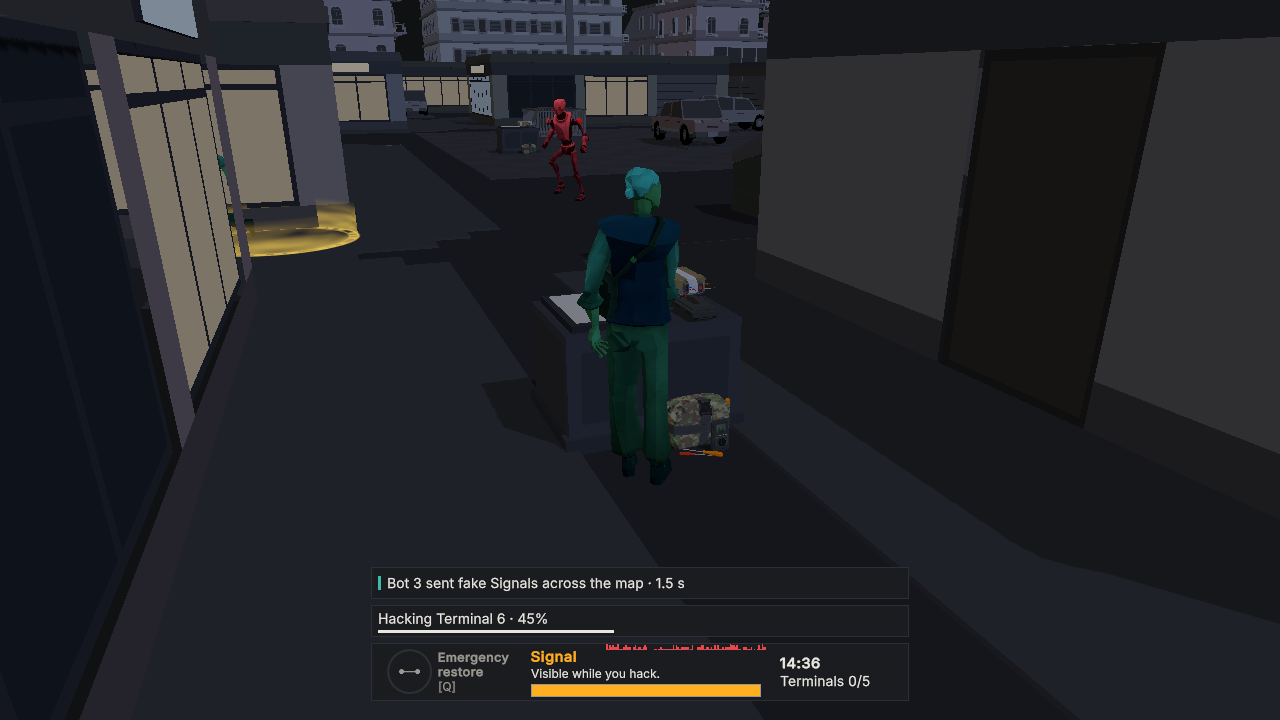 Bot 3 sent fake Signals across the map · 1.5 s
Hacking Terminal 6 · 45%
Emergency
restore
[Q]
Signal
Visible while you hack.
14:36
Terminals 0/5